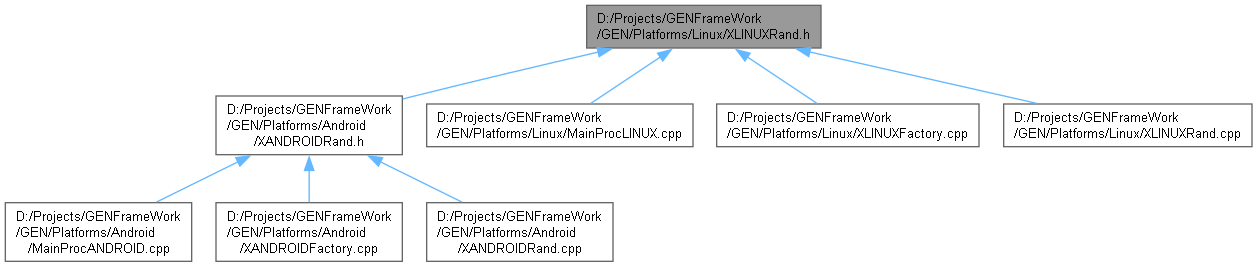 D:/Projects/GENFrameWork
/GEN/Platforms/Linux/XLINUXRand.h
D:/Projects/GENFrameWork
/GEN/Platforms/Android
/XANDROIDRand.h
D:/Projects/GENFrameWork
/GEN/Platforms/Linux/MainProcLINUX.cpp
D:/Projects/GENFrameWork
/GEN/Platforms/Linux/XLINUXFactory.cpp
D:/Projects/GENFrameWork
/GEN/Platforms/Linux/XLINUXRand.cpp
D:/Projects/GENFrameWork
/GEN/Platforms/Android
/MainProcANDROID.cpp
D:/Projects/GENFrameWork
/GEN/Platforms/Android
/XANDROIDFactory.cpp
D:/Projects/GENFrameWork
/GEN/Platforms/Android
/XANDROIDRand.cpp